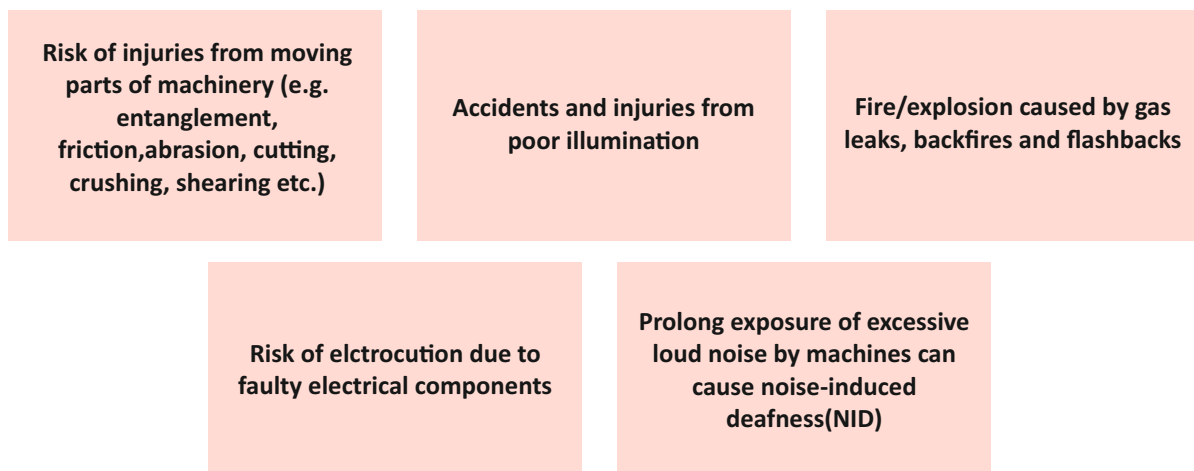 Risk of injuries from moving
parts of machinery (e.g.
entanglement,
friction,abrasion, cutting,
crushing, shearing etc.)
Accidents and injuries from
poor illumination
Fire/explosion caused by gas
leaks, backfires and flashbacks
Risk of elctrocution due to
faulty electrical components
Prolong exposure of excessive
loud noise by machines can
cause noise-induced
deafness(NID)